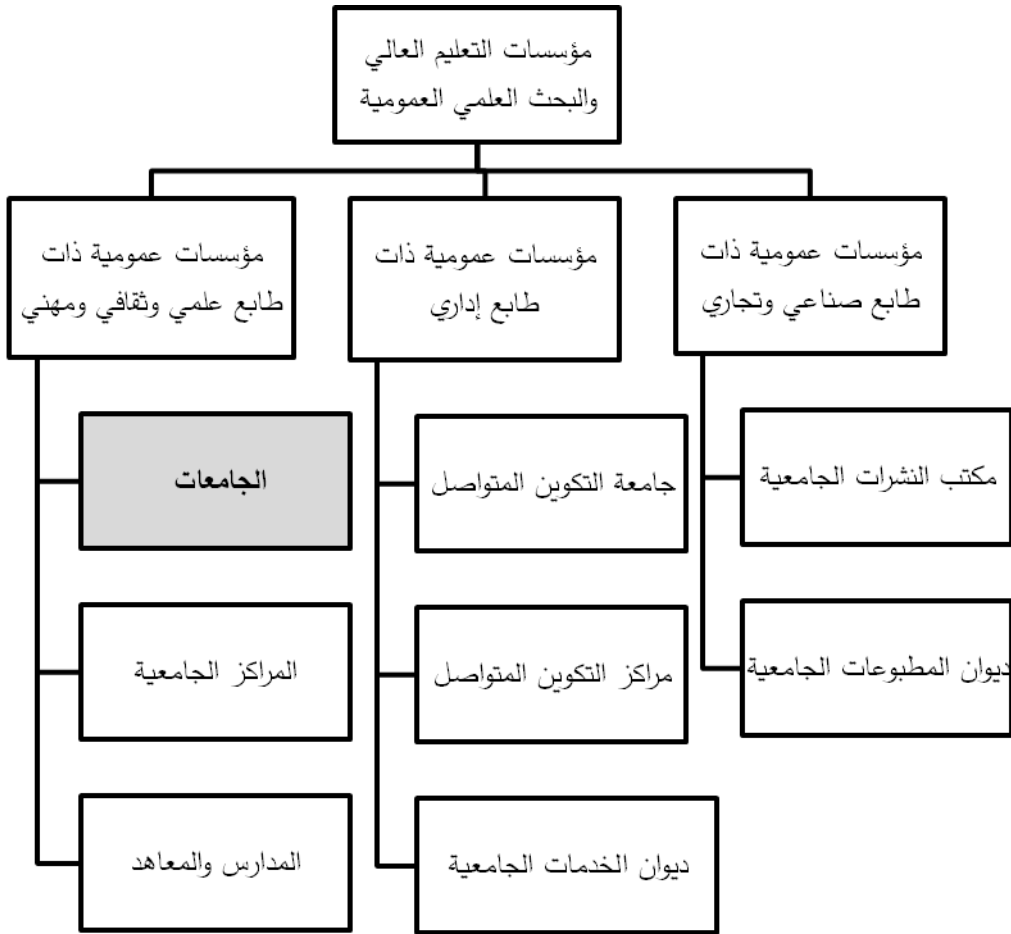 مؤسسات التعليم العالي
والبحث العلمي العمومية
مؤسسات عمومية ذات
طابع صناعي وتجاري
مكتب النشرات الجامعية
ديوان المطبوعات الجامعية
مؤسسات عمومية ذات
طابع إداري
جامعة التكوين المتواصل
مراكز التكوين المتواصل
ديوان الخدمات الجامعية
مؤسسات عمومية ذات
طابع علمي وثقافي ومهني
الجامعات
المراكز الجامعية
المدارس والمعاهد